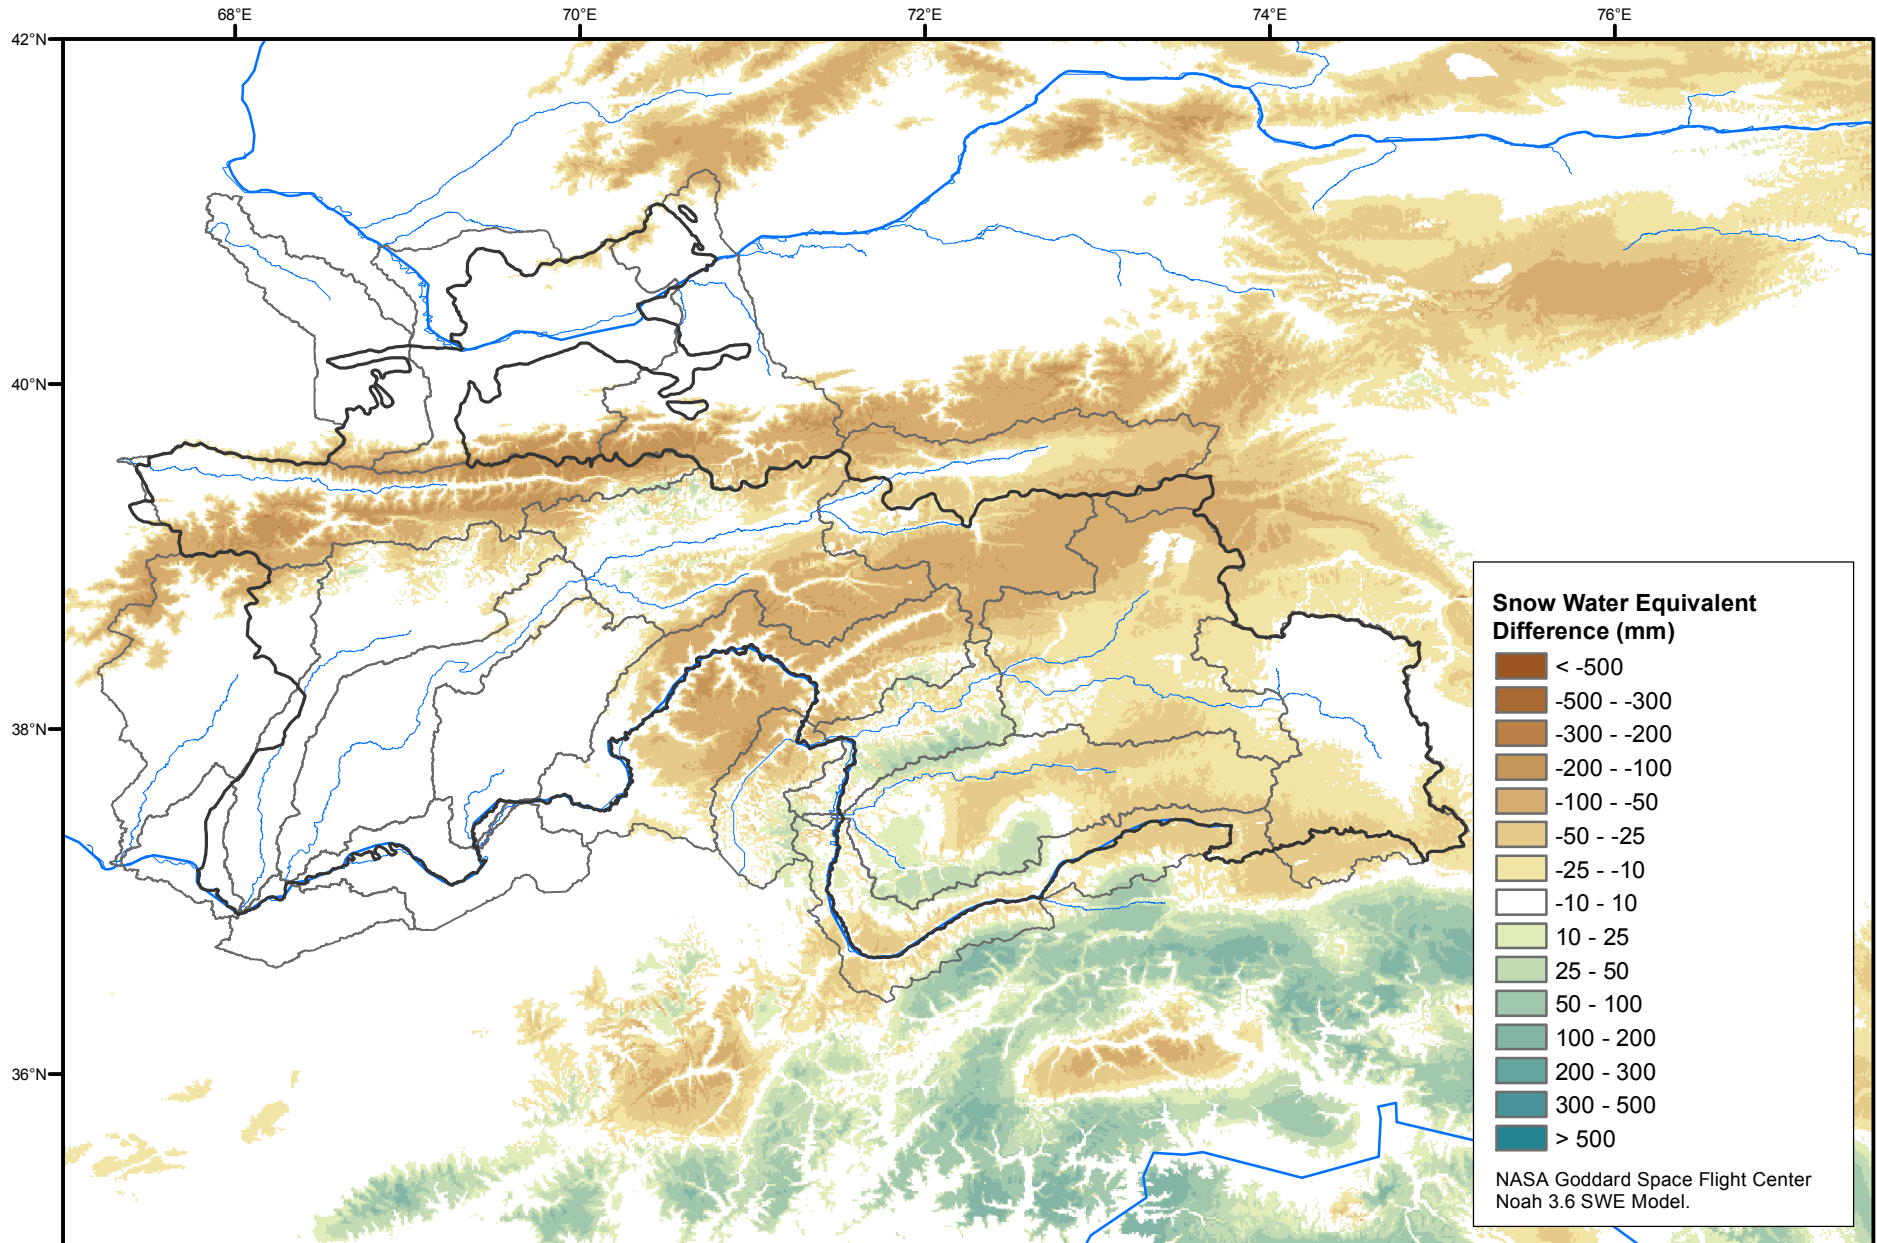 68°E
70°E
72°E
74°E
76°E
42°N
40°N
38°N
36°N
Snow Water Equivalent
Difference (mm)
< -500
-500 - -300
-300 - -200
-200 - -100
-100 - -50
-50 - -25
-25 - -10
-10 - 10
10 - 25
25 - 50
50 - 100
100 - 200
200 - 300
300 - 500
> 500
NASA Goddard Space Flight Center
Noah 3.6 SWE Model.